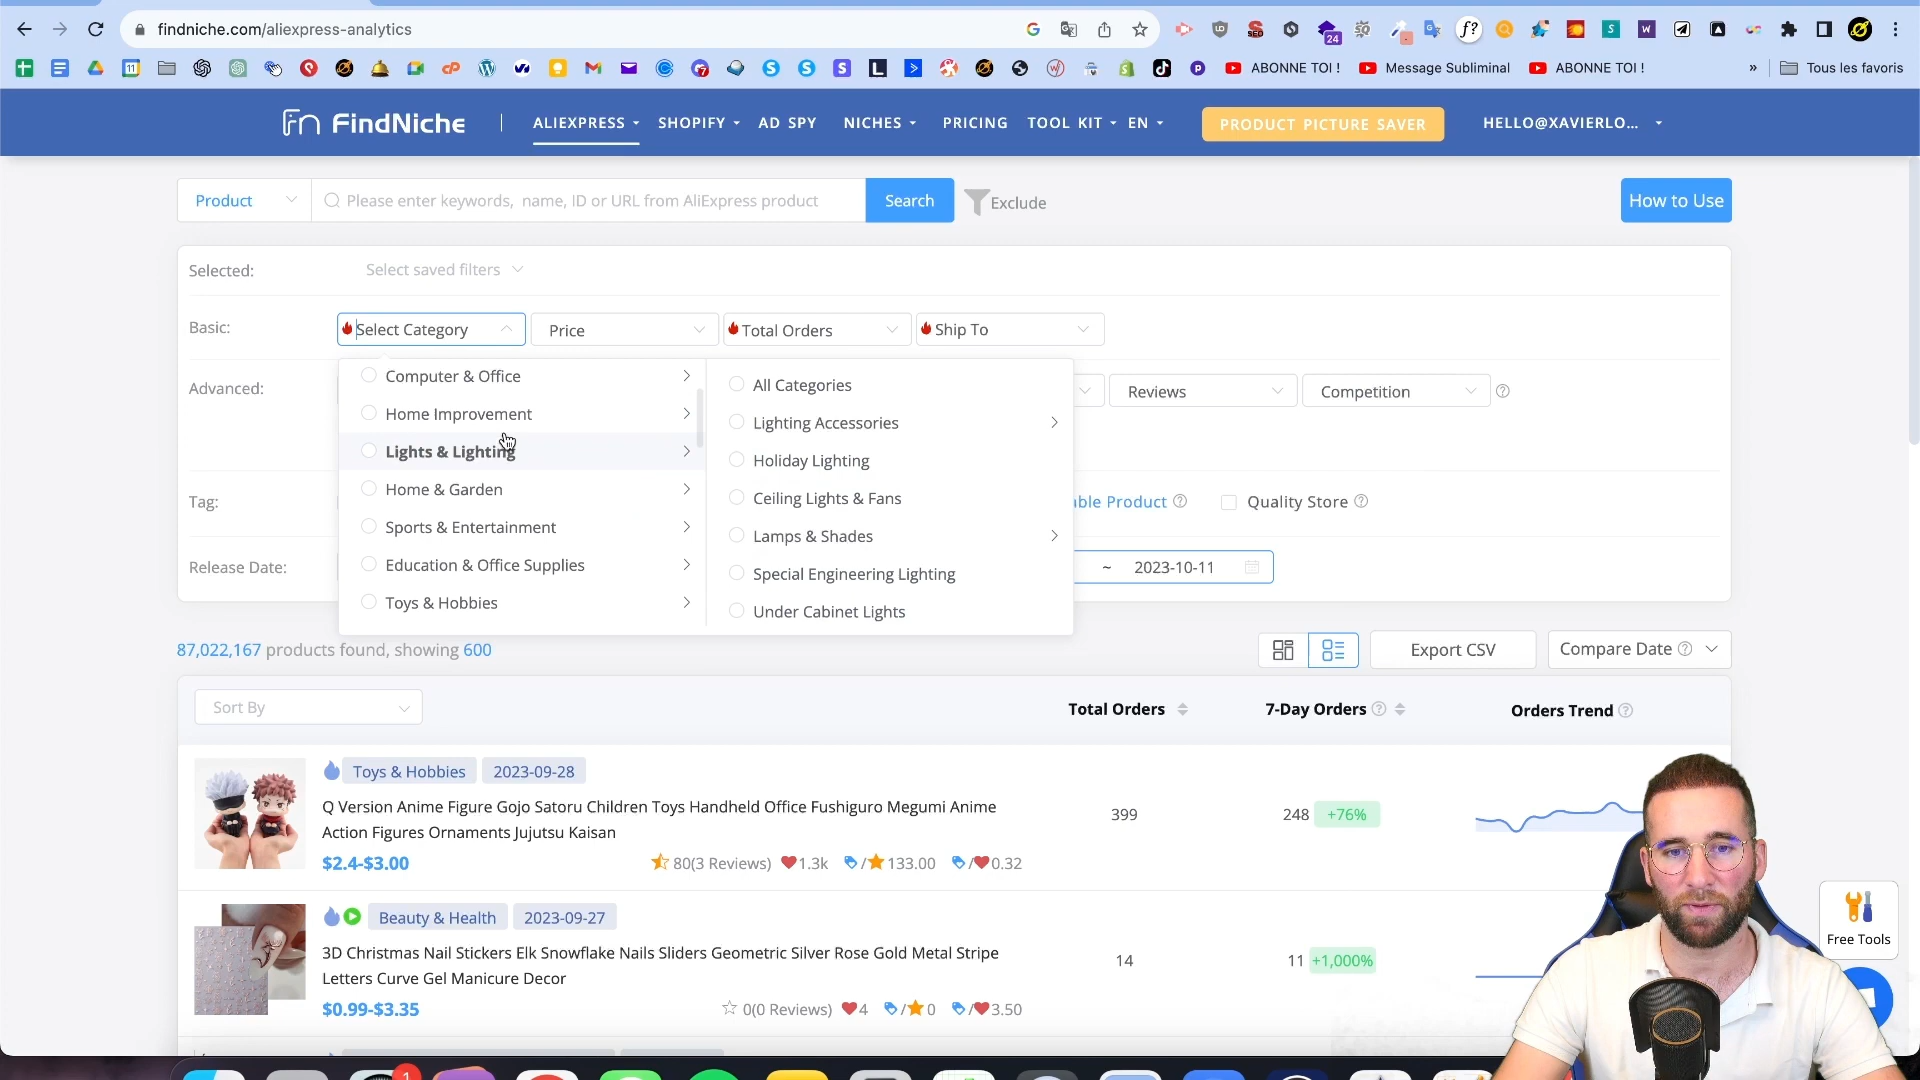 findniche.com/aliexpress-analytics
24
ABONNE TOI !
Message Subliminal
ABONNE TOI !
»
Tous les favoris
FindNiche
ALIEXPRESS
SHOPIFY
AD SPY
NICHES
PRICING
TOOL KIT
EN
PRODUCT PICTURE SAVER
HELLO@XAVIERLO...
Product
Please enter keywords, name, ID or URL from AliExpress product
Search
Exclude
How to Use
Selected:
Select saved filters
Basic:
Select Category
Price
Total Orders
Ship To
Advanced:
Reviews
Competition
Computer & Office
Home Improvement
Lights & Lighting
Home & Garden
Sports & Entertainment
Education & Office Supplies
Toys & Hobbies
All Categories
Lighting Accessories
Holiday Lighting
Ceiling Lights & Fans
Lamps & Shades
Special Engineering Lighting
Under Cabinet Lights
Tag:
able Product
Quality Store
Release Date:
~ 2023-10-11
87,022,167 products found, showing 600
Export CSV
Compare Date
Sort By
Total Orders
7-Day Orders
Orders Trend
Toys & Hobbies
2023-09-28
Q Version Anime Figure Gojo Satoru Children Toys Handheld Office Fushiguro Megumi Anime
Action Figures Ornaments Jujutsu Kaisan
$2.4-$3.00
80(3 Reviews)
1.3k
/ 133.00
/ 0.32
399
248 +76%
Beauty & Health
2023-09-27
3D Christmas Nail Stickers Elk Snowflake Nails Sliders Geometric Silver Rose Gold Metal Stripe
Letters Curve Gel Manicure Decor
$0.99-$3.35
0(0 Reviews)
4
/ 0
/ 3.50
14
11 +1,000%
Free Tools
1